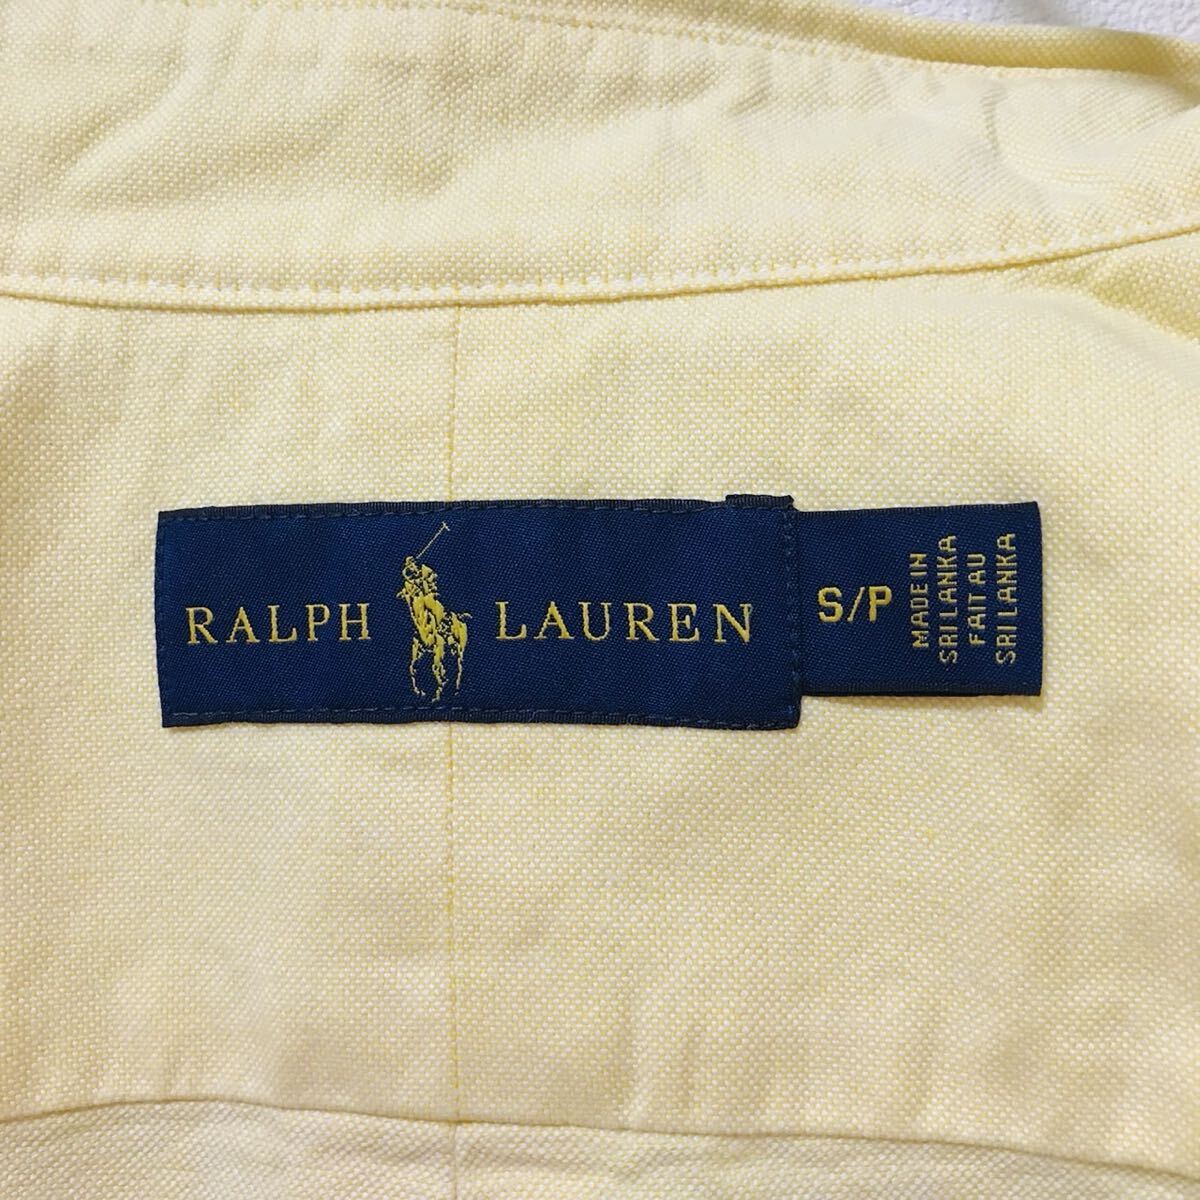 RALPH LAUREN
S/P
MADE IN
SRI LANKA
FAIT AU
SRI LANKA